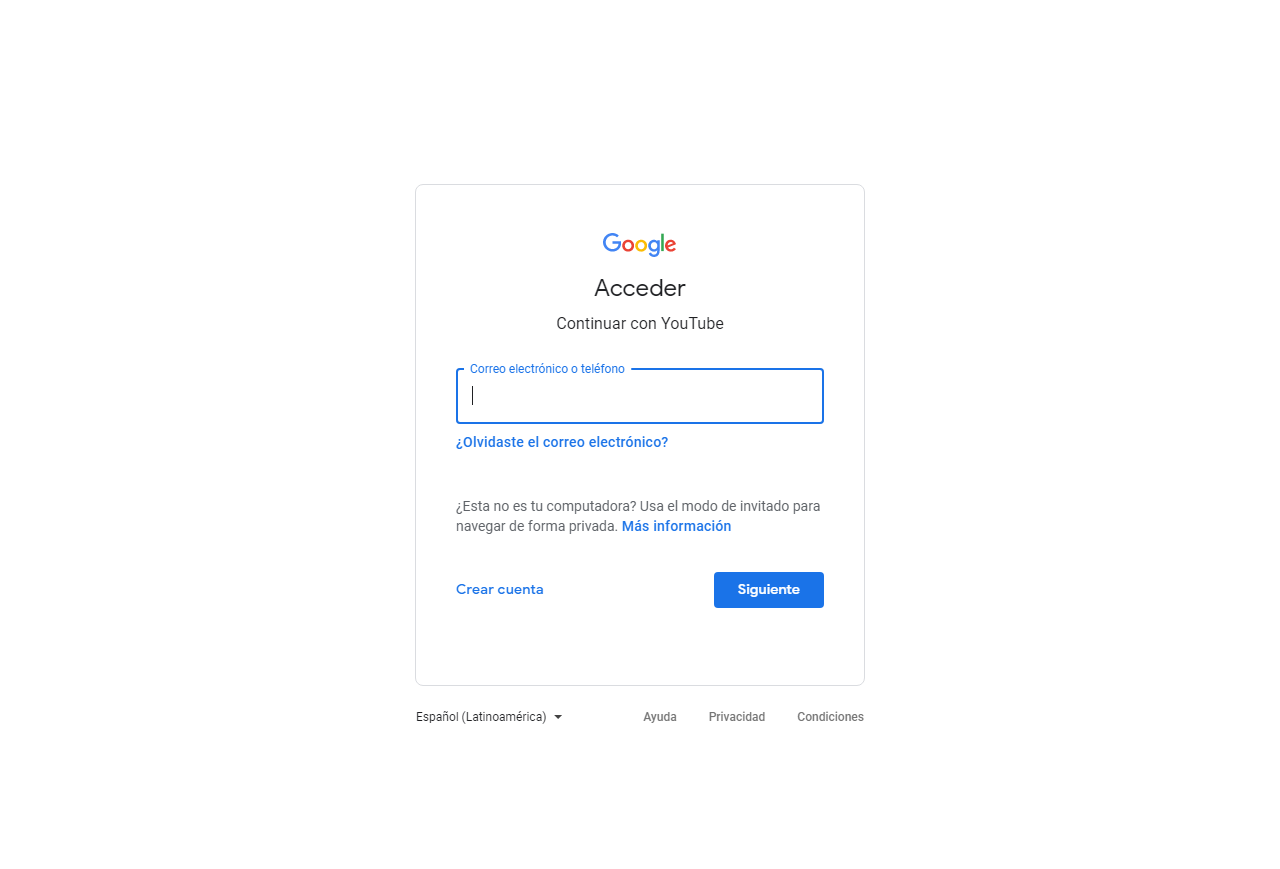 Google
Acceder
Continuar con YouTube
Correo electrónico o teléfono
¿Olvidaste el correo electrónico?
¿Esta no es tu computadora? Usa el modo de invitado para
navegar de forma privada. Más información
Crear cuenta
Siguiente
Español (Latinoamérica)
Ayuda
Privacidad
Condiciones